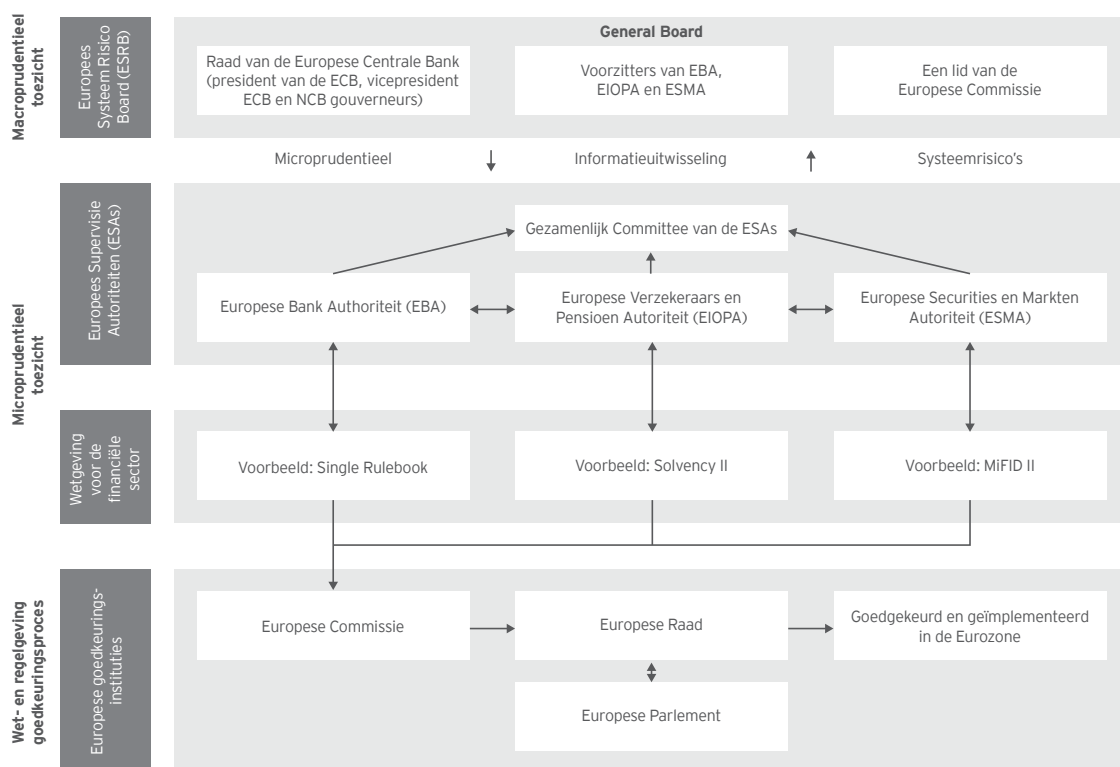 Macroprudentieel
toezicht
Europees
Systeem Risico
Board (ESRB)
General Board
Raad van de Europese Centrale Bank
(president van de ECB, vicepresident
ECB en NCB gouverneurs)
Voorzitters van EBA,
EIOPA en ESMA
Een lid van de
Europese Commissie
Microprudentieel
Informatieuitwisseling
Systeemrisico's
Microprudentieel
toezicht
Europees Supervisie
Autoriteiten (ESAs)
Gezamenlijk Committee van de ESAs
Europese Bank Authoriteit (EBA)
Europese Verzekeraars en
Pensioen Autoriteit (EIOPA)
Europese Securities en Markten
Autoriteit (ESMA)
Wetgeving
voor de
financiële
sector
Voorbeeld: Single Rulebook
Voorbeeld: Solvency II
Voorbeeld: MiFID II
Wet- en regelgeving
goedkeuringsproces
Europese goedkeurings-
instituties
Europese Commissie
Europese Raad
Goedgekeurd en geïmplementeerd
in de Eurozone
Europese Parlement